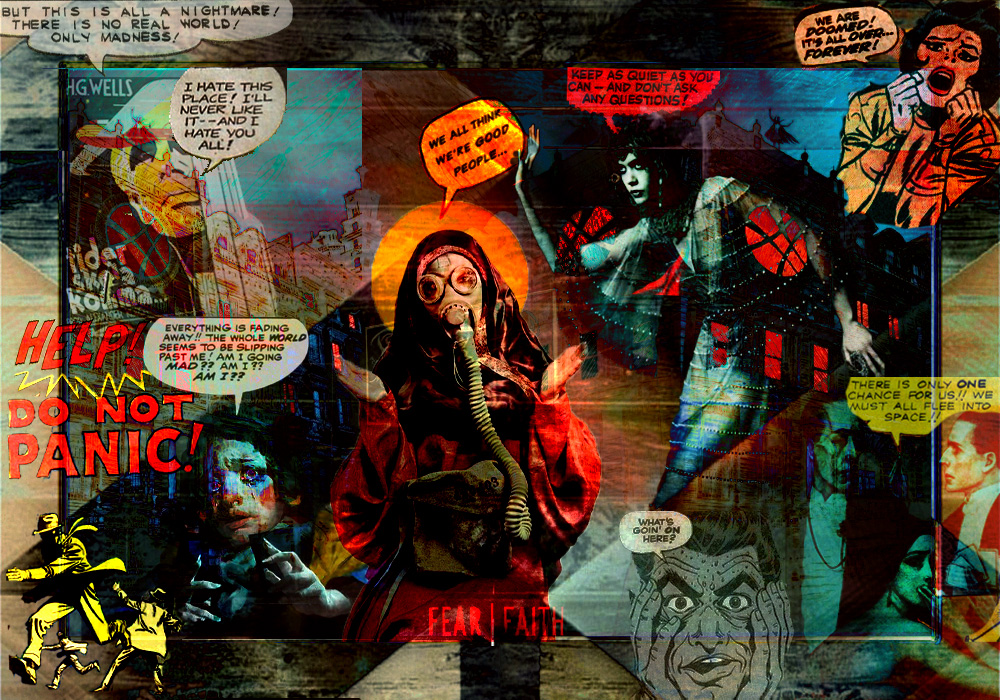 BUT THIS IS ALL A NIGHTMARE!
THERE IS NO REAL WORLD!
ONLY MADNESS!
WE ARE
DOOMED!
IT'S ALL OVER...
FOREVER!
H.G. WELLS
I HATE THIS
PLACE! I'LL
NEVER LIKE
IT--AND I
HATE YOU
ALL!
KEEP AS QUIET AS YOU
CAN--AND DON'T ASK
ANY QUESTIONS!
WE ALL THINK
WE'RE GOOD
PEOPLE...
HELP!
DO NOT
PANIC!
EVERYTHING IS FADING
AWAY!! THE WHOLE WORLD
SEEMS TO BE SLIPPING
PAST ME! AM I GOING
MAD?? AM I??
AM I??
THERE IS ONLY ONE
CHANCE FOR US!! WE
MUST ALL FLEE INTO
SPACE!!
WHAT'S
GOIN' ON
HERE?
FEAR | FAITH